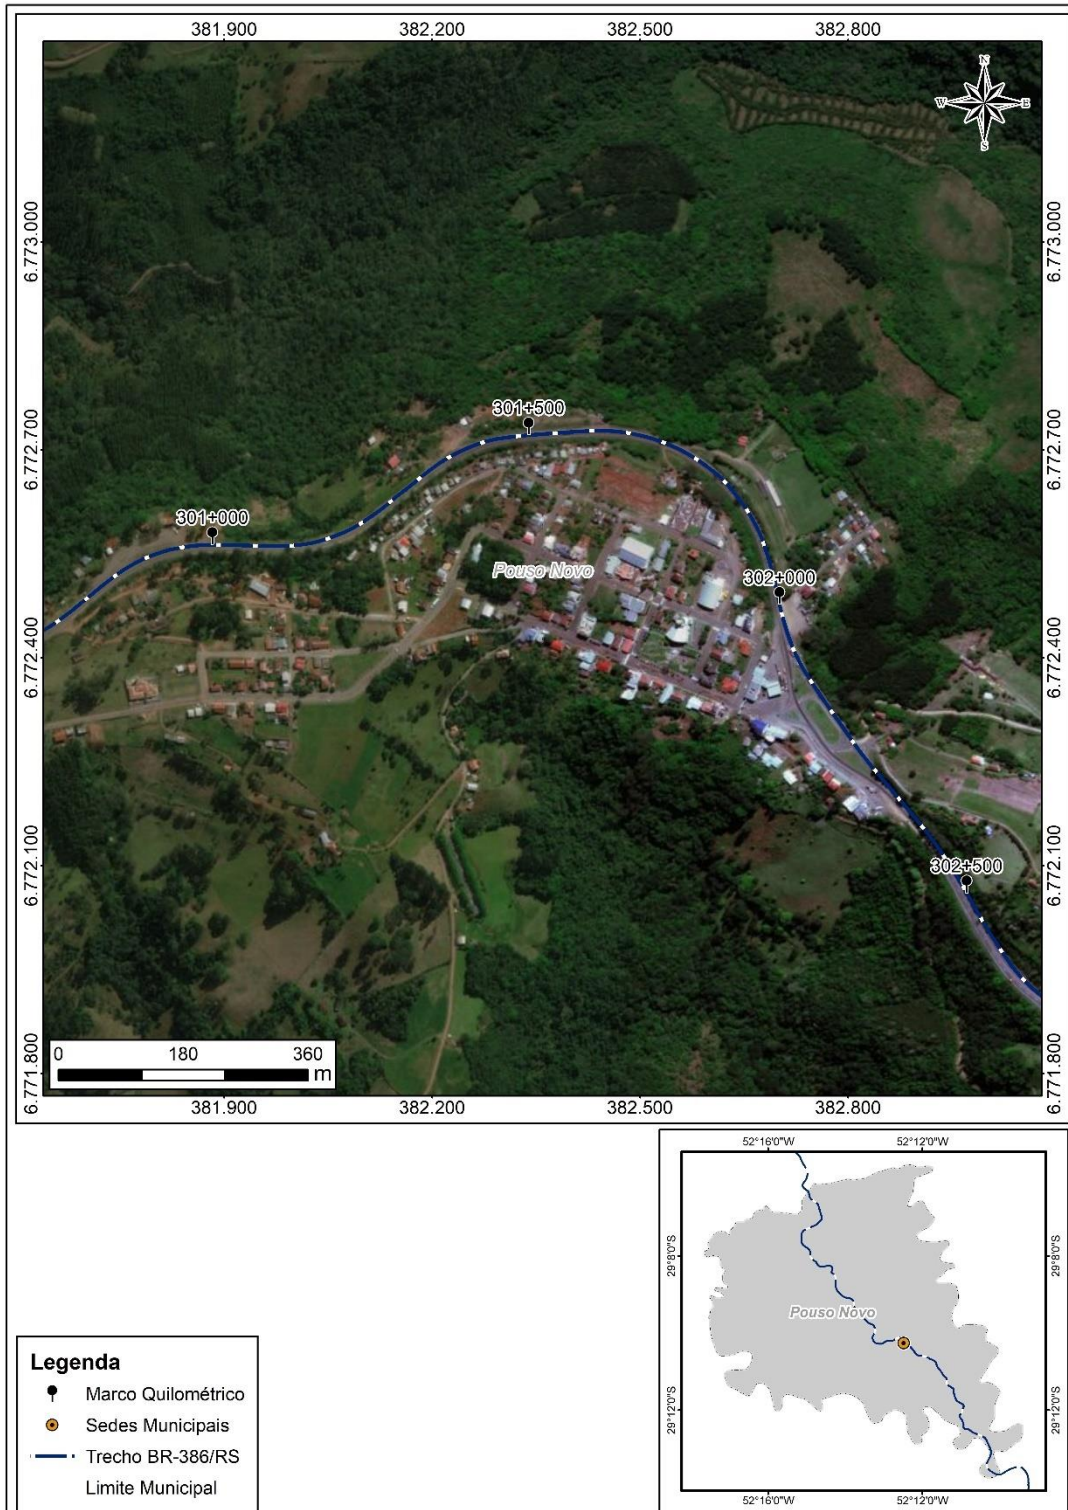 381.900 382.200 382.500 382.800
N
W E
S
6.773.000 6.773.000
301+500
6.772.700 6.772.700
301+000
Pouso Novo
302+000
6.772.400 6.772.400
302+500
6.772.100 6.772.100
0 180 360
m
6.771.800 6.771.800
381.900 382.200 382.500 382.800
52°16'0"W 52°12'0"W
29°8'0"S 29°8'0"S
Pouso Novo
29°12'0"S 29°12'0"S
52°16'0"W 52°12'0"W
Legenda
Marco Quilométrico
Sedes Municipais
Trecho BR-386/RS
Limite Municipal